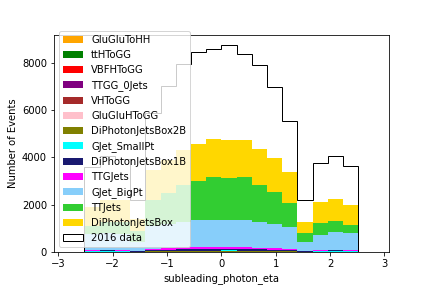 GluGluToHH
ttHToGG
VBFHToGG
TTGG_0Jets
VHToGG
GluGluHToGG
DiPhotonJetsBox2B
GJet_SmallPt
DiPhotonJetsBox1B
TTGJets
GJet_BigPt
TTJets
DiPhotonJetsBox
2016 data
Number of Events
8000
6000
4000
2000
0
−3 −2 −1 0 1 2 3
subleading_photon_eta